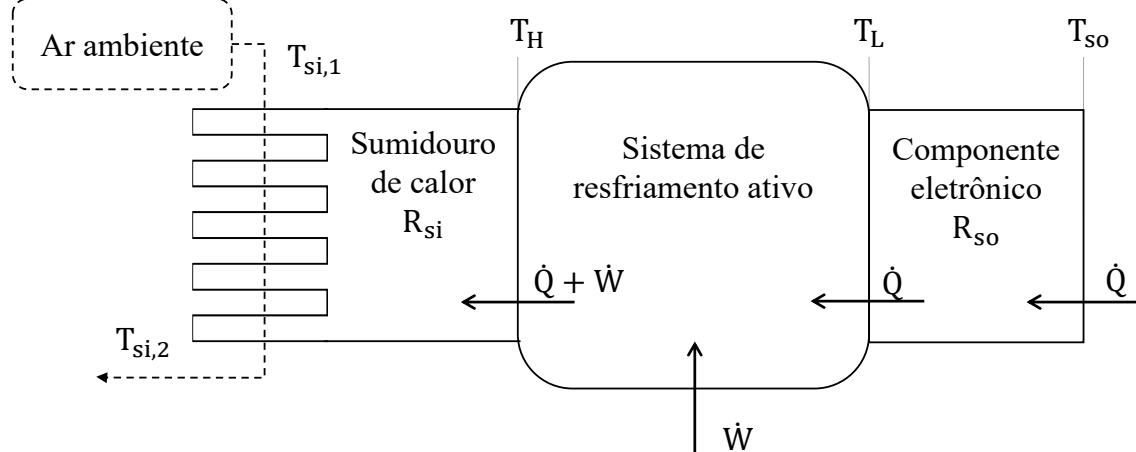 Ar ambiente
T_si,1
T_H
T_L
T_so
Sumidouro
de calor
R_si
Sistema de
resfriamento ativo
Componente
eletrônico
R_so
Q̇ + Ẇ
Q̇
Q̇
T_si,2
Ẇ